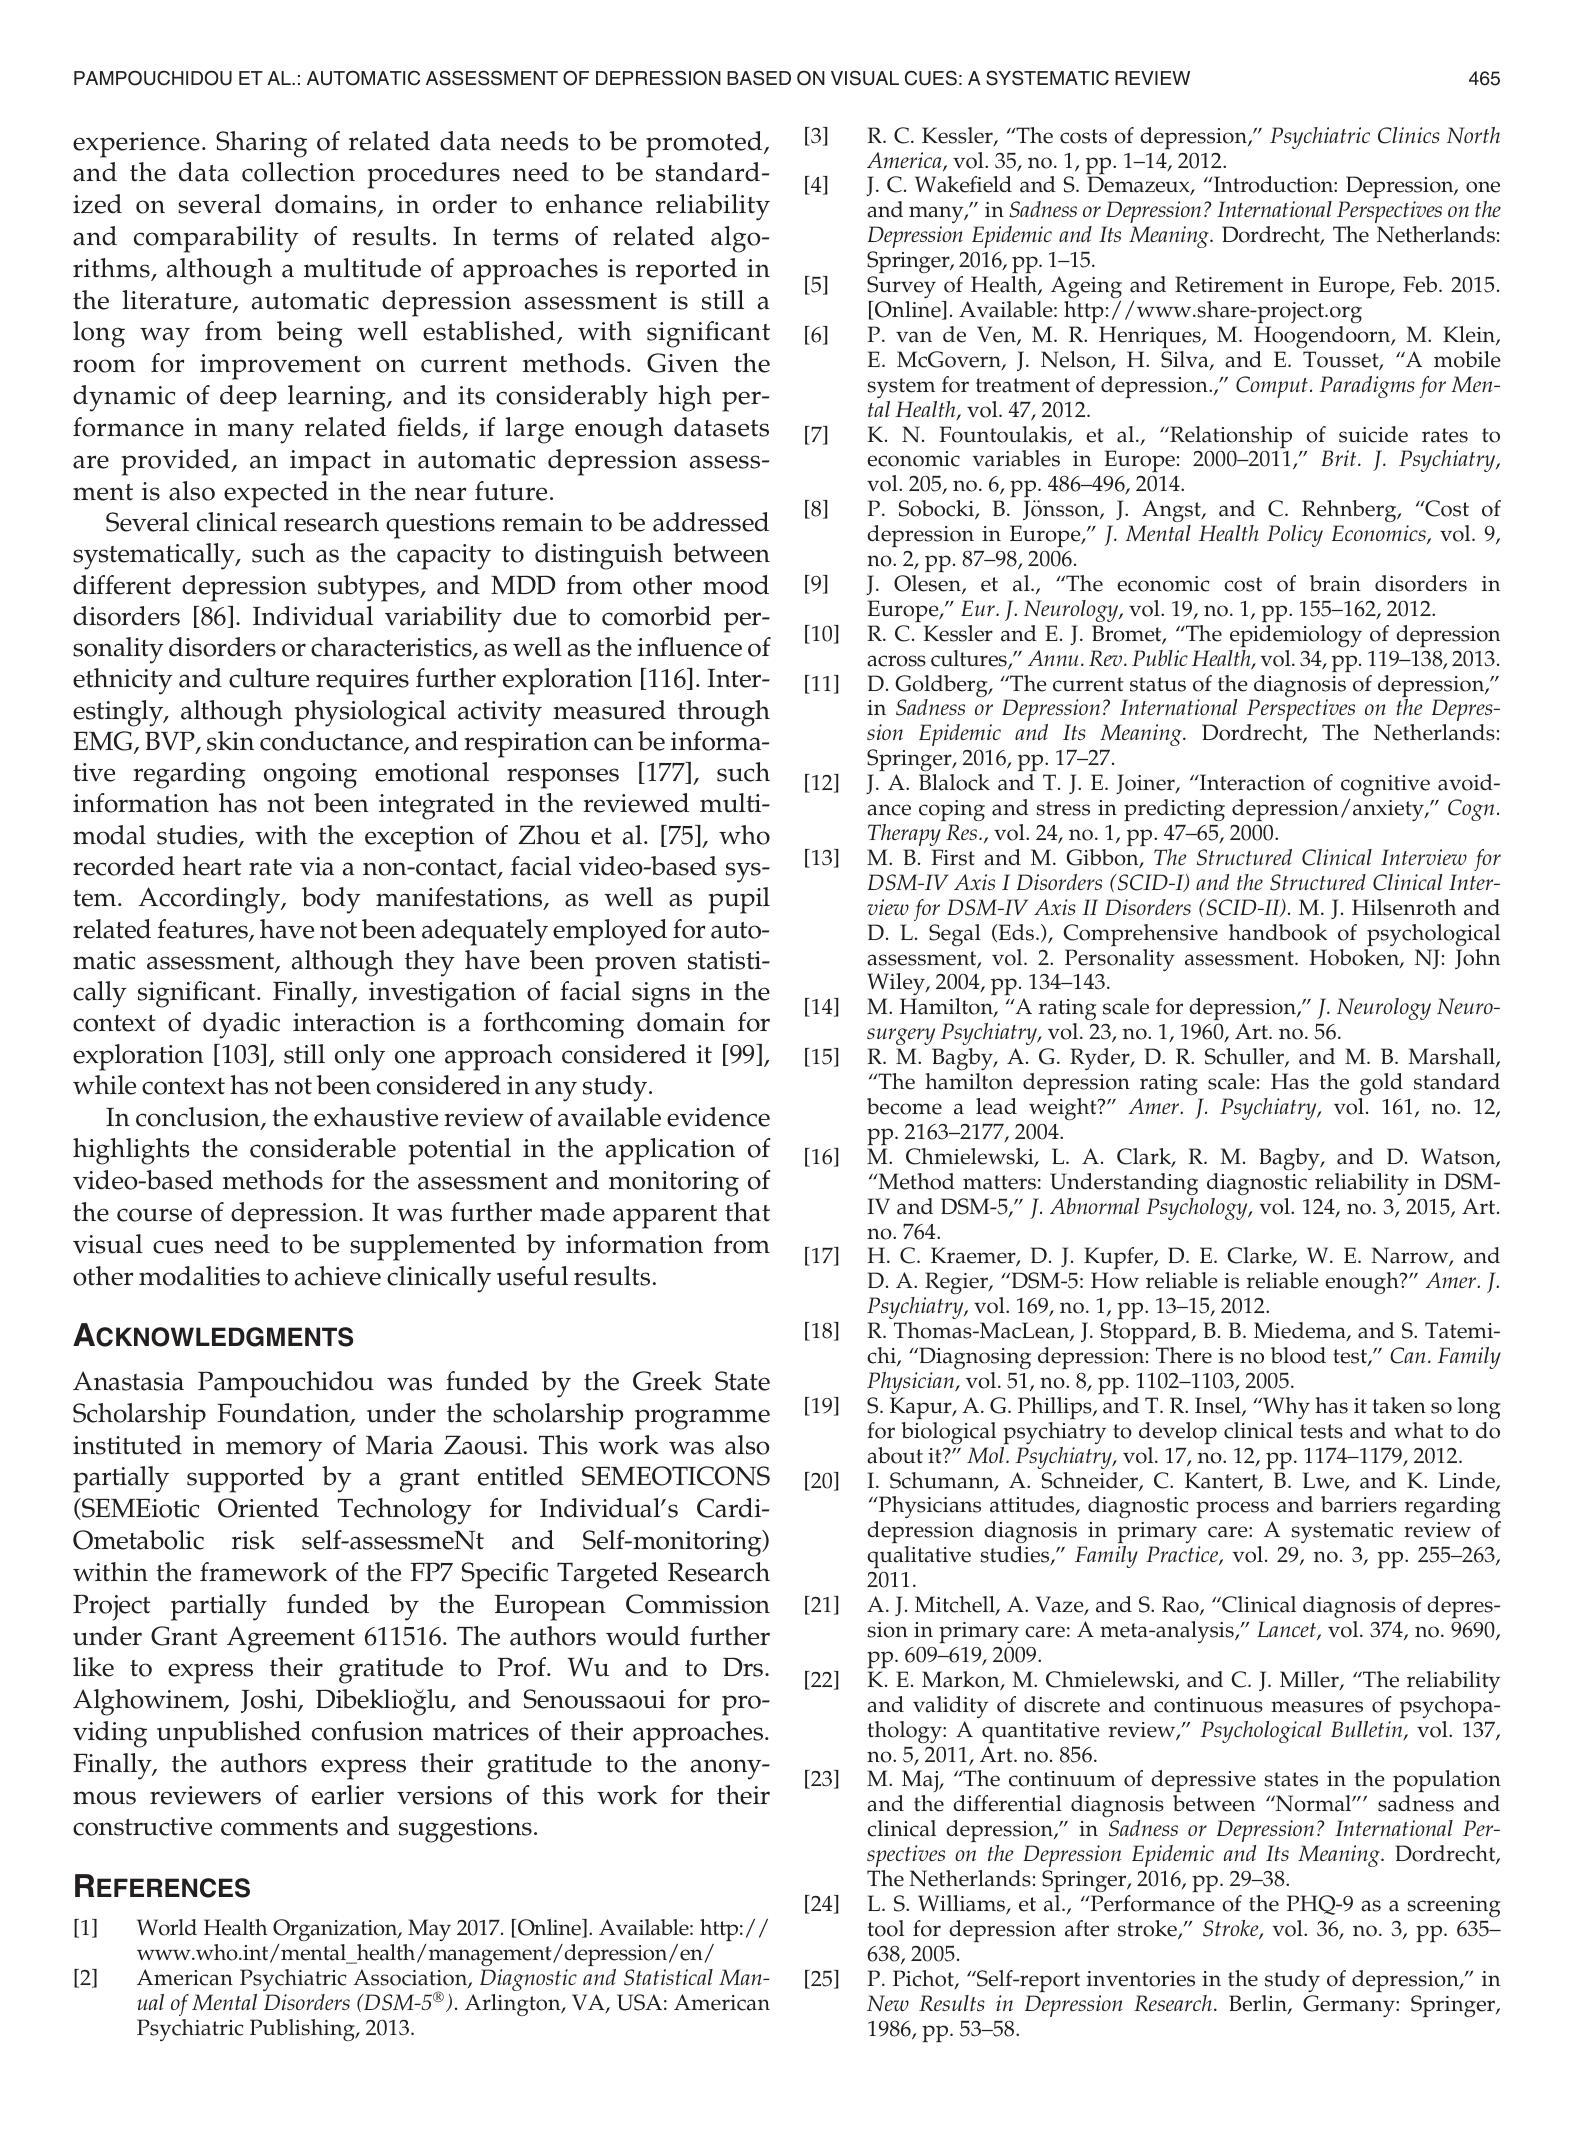 PAMPOUCHIDOU ET AL.: AUTOMATIC ASSESSMENT OF DEPRESSION BASED ON VISUAL CUES: A SYSTEMATIC REVIEW 465
experience. Sharing of related data needs to be promoted,
and the data collection procedures need to be standard-
ized on several domains, in order to enhance reliability
and comparability of results. In terms of related algo-
rithms, although a multitude of approaches is reported in
the literature, automatic depression assessment is still a
long way from being well established, with significant
room for improvement on current methods. Given the
dynamic of deep learning, and its considerably high per-
formance in many related fields, if large enough datasets
are provided, an impact in automatic depression assess-
ment is also expected in the near future.
Several clinical research questions remain to be addressed
systematically, such as the capacity to distinguish between
different depression subtypes, and MDD from other mood
disorders [86]. Individual variability due to comorbid per-
sonality disorders or characteristics, as well as the influence of
ethnicity and culture requires further exploration [116]. Inter-
estingly, although physiological activity measured through
EMG, BVP, skin conductance, and respiration can be informa-
tive regarding ongoing emotional responses [177], such
information has not been integrated in the reviewed multi-
modal studies, with the exception of Zhou et al. [75], who
recorded heart rate via a non-contact, facial video-based sys-
tem. Accordingly, body manifestations, as well as pupil
related features, have not been adequately employed for auto-
matic assessment, although they have been proven statisti-
cally significant. Finally, investigation of facial signs in the
context of dyadic interaction is a forthcoming domain for
exploration [103], still only one approach considered it [99],
while context has not been considered in any study.
In conclusion, the exhaustive review of available evidence
highlights the considerable potential in the application of
video-based methods for the assessment and monitoring of
the course of depression. It was further made apparent that
visual cues need to be supplemented by information from
other modalities to achieve clinically useful results.
ACKNOWLEDGMENTS
Anastasia Pampouchidou was funded by the Greek State
Scholarship Foundation, under the scholarship programme
instituted in memory of Maria Zaousi. This work was also
partially supported by a grant entitled SEMEOTICONS
(SEMEiotic Oriented Technology for Individual's Cardi-
Ometabolic risk self-assessmeNt and Self-monitoring)
within the framework of the FP7 Specific Targeted Research
Project partially funded by the European Commission
under Grant Agreement 611516. The authors would further
like to express their gratitude to Prof. Wu and to Drs.
Alghowinem, Joshi, Dibeklioğlu, and Senoussaoui for pro-
viding unpublished confusion matrices of their approaches.
Finally, the authors express their gratitude to the anony-
mous reviewers of earlier versions of this work for their
constructive comments and suggestions.
REFERENCES
[1] World Health Organization, May 2017. [Online]. Available: http://
www.who.int/mental_health/management/depression/en/
[2] American Psychiatric Association, Diagnostic and Statistical Man-
ual of Mental Disorders (DSM-5®). Arlington, VA, USA: American
Psychiatric Publishing, 2013.
[3] R. C. Kessler, “The costs of depression,” Psychiatric Clinics North
America, vol. 35, no. 1, pp. 1–14, 2012.
[4] J. C. Wakefield and S. Demazeux, “Introduction: Depression, one
and many,” in Sadness or Depression? International Perspectives on the
Depression Epidemic and Its Meaning. Dordrecht, The Netherlands:
Springer, 2016, pp. 1–15.
[5] Survey of Health, Ageing and Retirement in Europe, Feb. 2015.
[Online]. Available: http://www.share-project.org
[6] P. van de Ven, M. R. Henriques, M. Hoogendoorn, M. Klein,
E. McGovern, J. Nelson, H. Silva, and E. Tousset, “A mobile
system for treatment of depression.,” Comput. Paradigms for Men-
tal Health, vol. 47, 2012.
[7] K. N. Fountoulakis, et al., “Relationship of suicide rates to
economic variables in Europe: 2000–2011,” Brit. J. Psychiatry,
vol. 205, no. 6, pp. 486–496, 2014.
[8] P. Sobocki, B. Jönsson, J. Angst, and C. Rehnberg, “Cost of
depression in Europe,” J. Mental Health Policy Economics, vol. 9,
no. 2, pp. 87–98, 2006.
[9] J. Olesen, et al., “The economic cost of brain disorders in
Europe,” Eur. J. Neurology, vol. 19, no. 1, pp. 155–162, 2012.
[10] R. C. Kessler and E. J. Bromet, “The epidemiology of depression
across cultures,” Annu. Rev. Public Health, vol. 34, pp. 119–138, 2013.
[11] D. Goldberg, “The current status of the diagnosis of depression,”
in Sadness or Depression? International Perspectives on the Depres-
sion Epidemic and Its Meaning. Dordrecht, The Netherlands:
Springer, 2016, pp. 17–27.
[12] J. A. Blalock and T. J. E. Joiner, “Interaction of cognitive avoid-
ance coping and stress in predicting depression/anxiety,” Cogn.
Therapy Res., vol. 24, no. 1, pp. 47–65, 2000.
[13] M. B. First and M. Gibbon, The Structured Clinical Interview for
DSM-IV Axis I Disorders (SCID-I) and the Structured Clinical Inter-
view for DSM-IV Axis II Disorders (SCID-II). M. J. Hilsenroth and
D. L. Segal (Eds.), Comprehensive handbook of psychological
assessment, vol. 2. Personality assessment. Hoboken, NJ: John
Wiley, 2004, pp. 134–143.
[14] M. Hamilton, “A rating scale for depression,” J. Neurology Neuro-
surgery Psychiatry, vol. 23, no. 1, 1960, Art. no. 56.
[15] R. M. Bagby, A. G. Ryder, D. R. Schuller, and M. B. Marshall,
“The hamilton depression rating scale: Has the gold standard
become a lead weight?” Amer. J. Psychiatry, vol. 161, no. 12,
pp. 2163–2177, 2004.
[16] M. Chmielewski, L. A. Clark, R. M. Bagby, and D. Watson,
“Method matters: Understanding diagnostic reliability in DSM-
IV and DSM-5,” J. Abnormal Psychology, vol. 124, no. 3, 2015, Art.
no. 764.
[17] H. C. Kraemer, D. J. Kupfer, D. E. Clarke, W. E. Narrow, and
D. A. Regier, “DSM-5: How reliable is reliable enough?” Amer. J.
Psychiatry, vol. 169, no. 1, pp. 13–15, 2012.
[18] R. Thomas-MacLean, J. Stoppard, B. B. Miedema, and S. Tatemi-
chi, “Diagnosing depression: There is no blood test,” Can. Family
Physician, vol. 51, no. 8, pp. 1102–1103, 2005.
[19] S. Kapur, A. G. Phillips, and T. R. Insel, “Why has it taken so long
for biological psychiatry to develop clinical tests and what to do
about it?” Mol. Psychiatry, vol. 17, no. 12, pp. 1174–1179, 2012.
[20] I. Schumann, A. Schneider, C. Kantert, B. Lwe, and K. Linde,
“Physicians attitudes, diagnostic process and barriers regarding
depression diagnosis in primary care: A systematic review of
qualitative studies,” Family Practice, vol. 29, no. 3, pp. 255–263,
2011.
[21] A. J. Mitchell, A. Vaze, and S. Rao, “Clinical diagnosis of depres-
sion in primary care: A meta-analysis,” Lancet, vol. 374, no. 9690,
pp. 609–619, 2009.
[22] K. E. Markon, M. Chmielewski, and C. J. Miller, “The reliability
and validity of discrete and continuous measures of psychopa-
thology: A quantitative review,” Psychological Bulletin, vol. 137,
no. 5, 2011, Art. no. 856.
[23] M. Maj, “The continuum of depressive states in the population
and the differential diagnosis between “Normal”’ sadness and
clinical depression,” in Sadness or Depression? International Per-
spectives on the Depression Epidemic and Its Meaning. Dordrecht,
The Netherlands: Springer, 2016, pp. 29–38.
[24] L. S. Williams, et al., “Performance of the PHQ-9 as a screening
tool for depression after stroke,” Stroke, vol. 36, no. 3, pp. 635–
638, 2005.
[25] P. Pichot, “Self-report inventories in the study of depression,” in
New Results in Depression Research. Berlin, Germany: Springer,
1986, pp. 53–58.